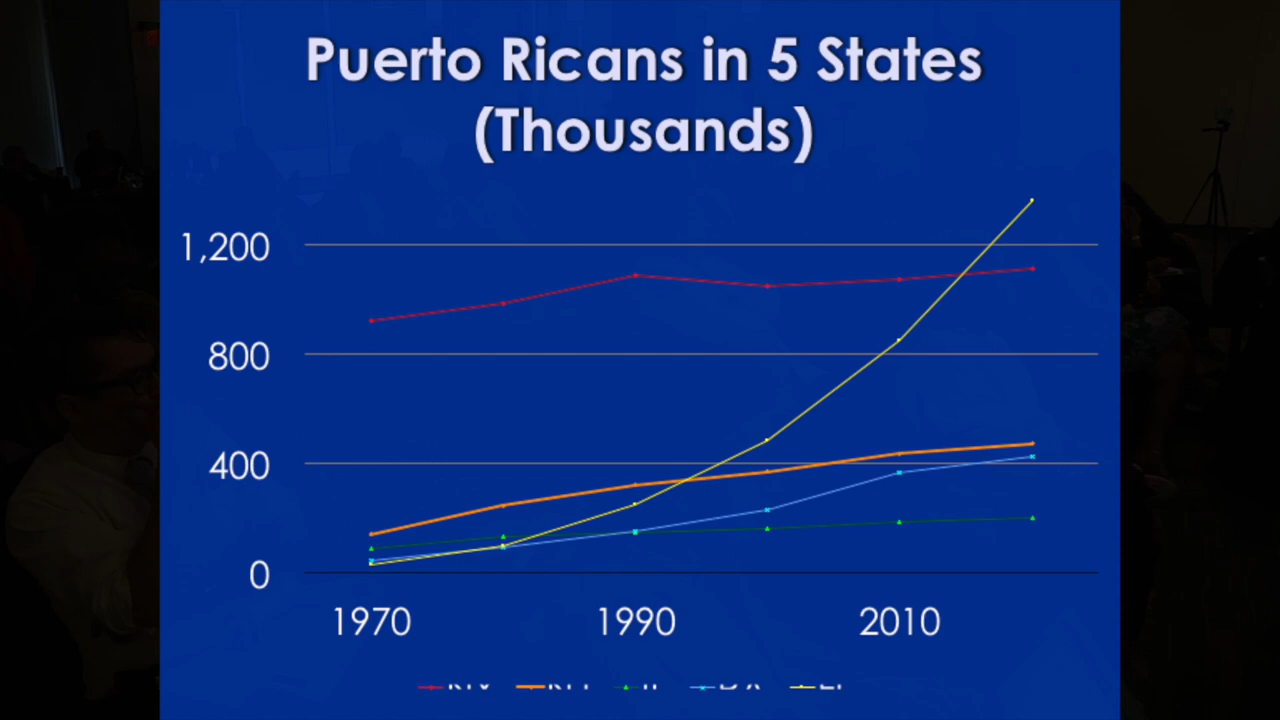 Puerto Ricans in 5 States
(Thousands)
1,200
800
400
0
1970 1990 2010